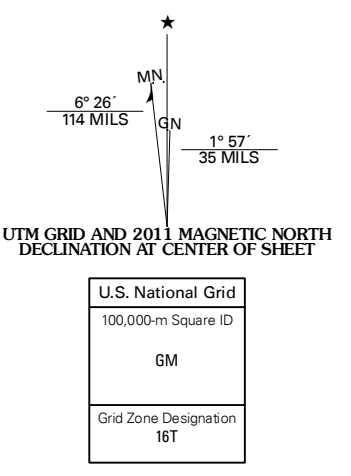 ★
MN
6° 26´
114 MILS
GN
1° 57´
35 MILS
UTM GRID AND 2011 MAGNETIC NORTH
DECLINATION AT CENTER OF SHEET
U.S. National Grid
100,000-m Square ID
GM
Grid Zone Designation
16T